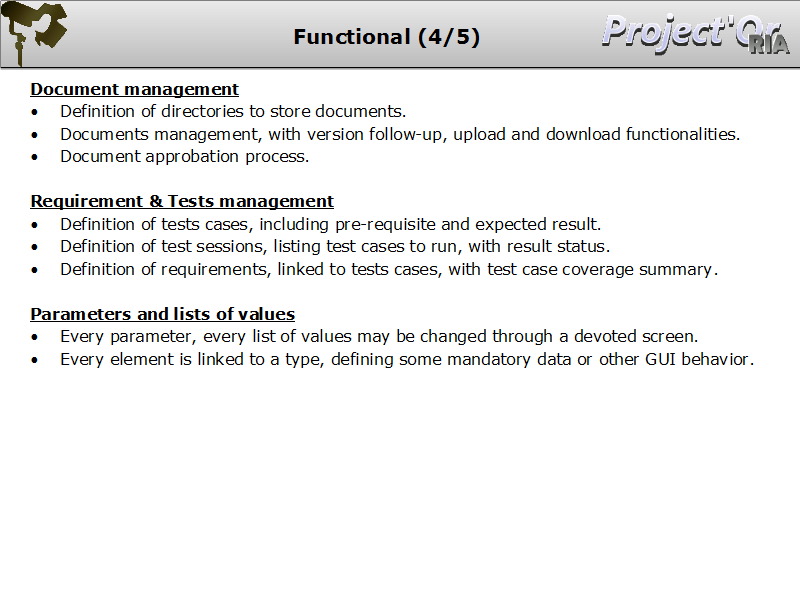 Functional (4/5)
Project'Or
RIA
Document management
• Definition of directories to store documents.
• Documents management, with version follow-up, upload and download functionalities.
• Document approbation process.
Requirement & Tests management
• Definition of tests cases, including pre-requisite and expected result.
• Definition of test sessions, listing test cases to run, with result status.
• Definition of requirements, linked to tests cases, with test case coverage summary.
Parameters and lists of values
• Every parameter, every list of values may be changed through a devoted screen.
• Every element is linked to a type, defining some mandatory data or other GUI behavior.